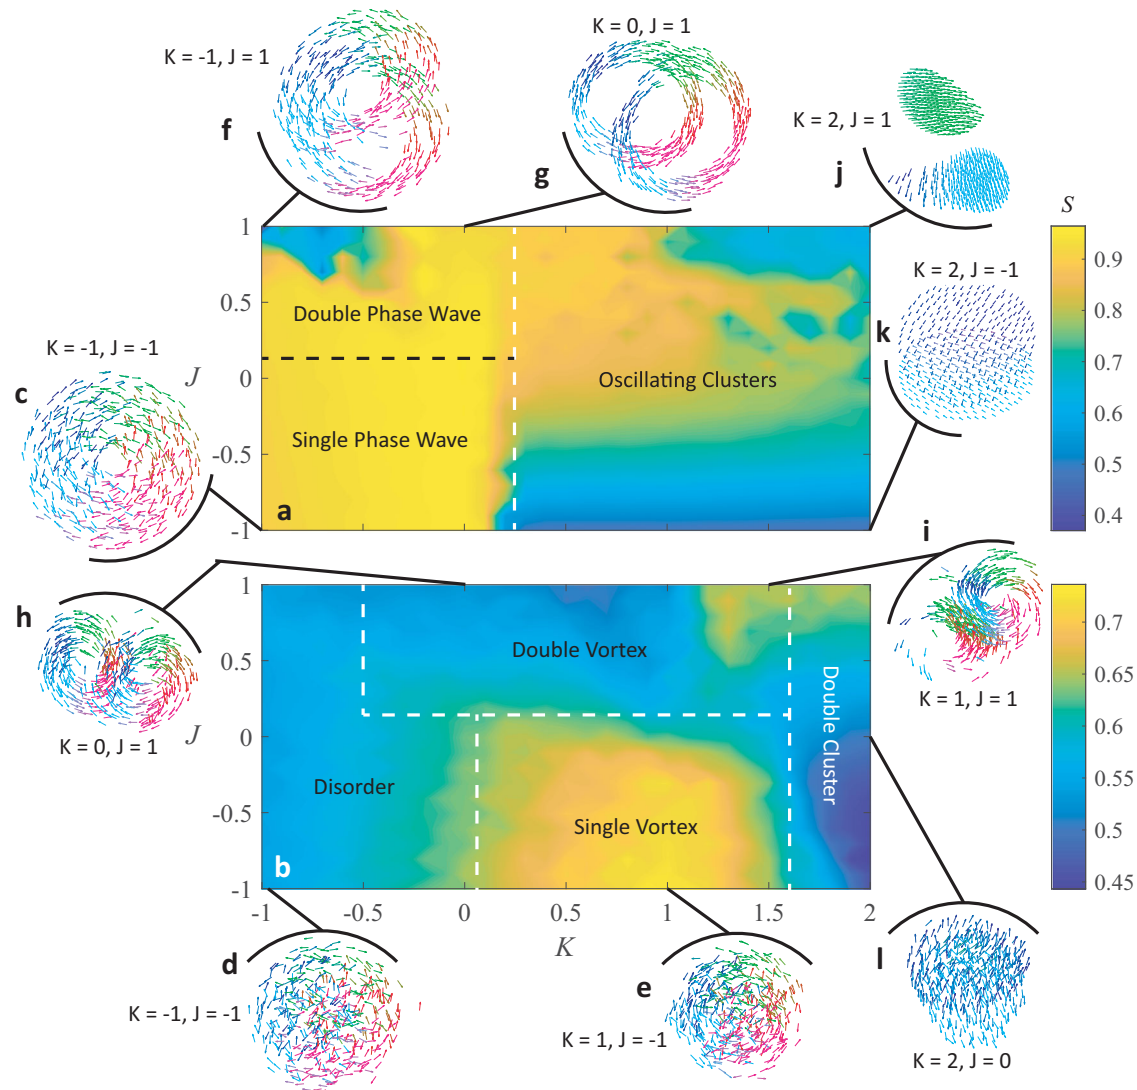 K = -1, J = 1
f
K = 0, J = 1
g
K = 2, J = 1
j
S
1
0.5
J
0
-0.5
-1
Double Phase Wave
Single Phase Wave
Oscillating Clusters
a
0.9
0.8
0.7
0.6
0.5
0.4
K = 2, J = -1
k
K = -1, J = -1
c
i
K = 1, J = 1
h
K = 0, J = 1
1
0.5
J
0
-0.5
-1
Double Vortex
Disorder
Single Vortex
Double Cluster
b
0.7
0.65
0.6
0.55
0.5
0.45
-1
-0.5
0
0.5
1
1.5
2
K
d
K = -1, J = -1
e
K = 1, J = -1
l
K = 2, J = 0